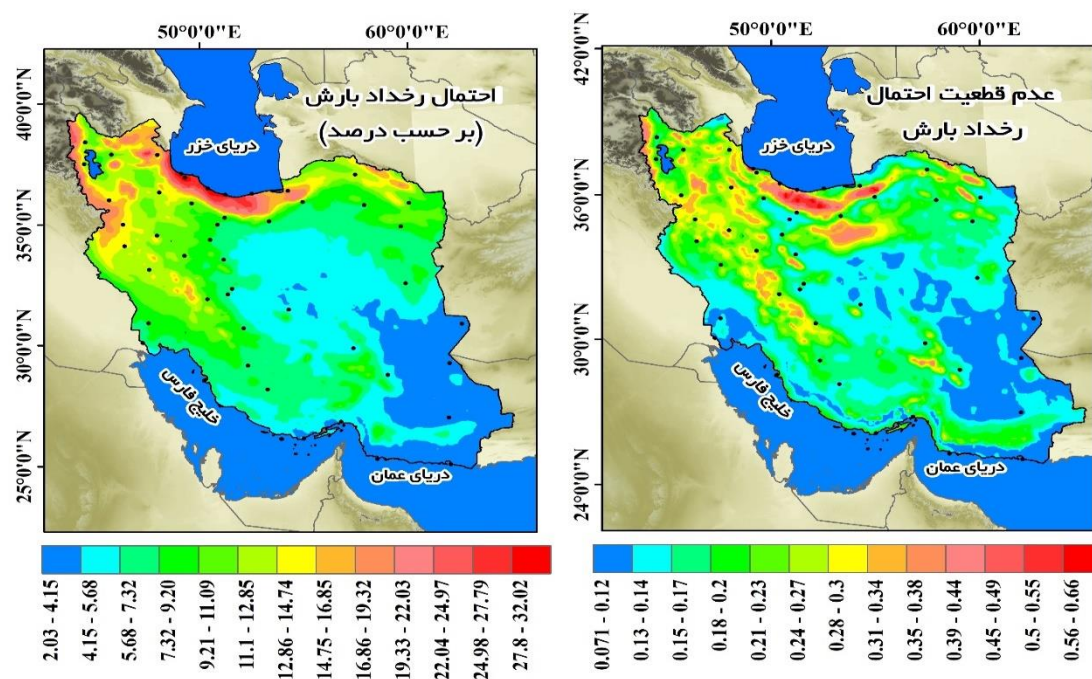 50°0'0"E
60°0'0"E
40°0'0"N
35°0'0"N
30°0'0"N
25°0'0"N
احتمال رخداد بارش
(بر حسب درصد)
دریای خزر
خلیج فارس
دریای عمان
2.03 - 4.15
4.15 - 5.68
5.68 - 7.32
7.32 - 9.20
9.21 - 11.09
11.1 - 12.85
12.86 - 14.74
14.75 - 16.85
16.86 - 19.32
19.33 - 22.03
22.04 - 24.97
24.98 - 27.79
27.8 - 32.02
50°0'0"E
60°0'0"E
42°0'0"N
36°0'0"N
30°0'0"N
24°0'0"N
عدم قطعیت احتمال
رخداد بارش
دریای خزر
خلیج فارس
دریای عمان
0.071 - 0.12
0.13 - 0.14
0.15 - 0.17
0.18 - 0.2
0.21 - 0.23
0.24 - 0.27
0.28 - 0.3
0.31 - 0.34
0.35 - 0.38
0.39 - 0.44
0.45 - 0.49
0.5 - 0.55
0.56 - 0.66